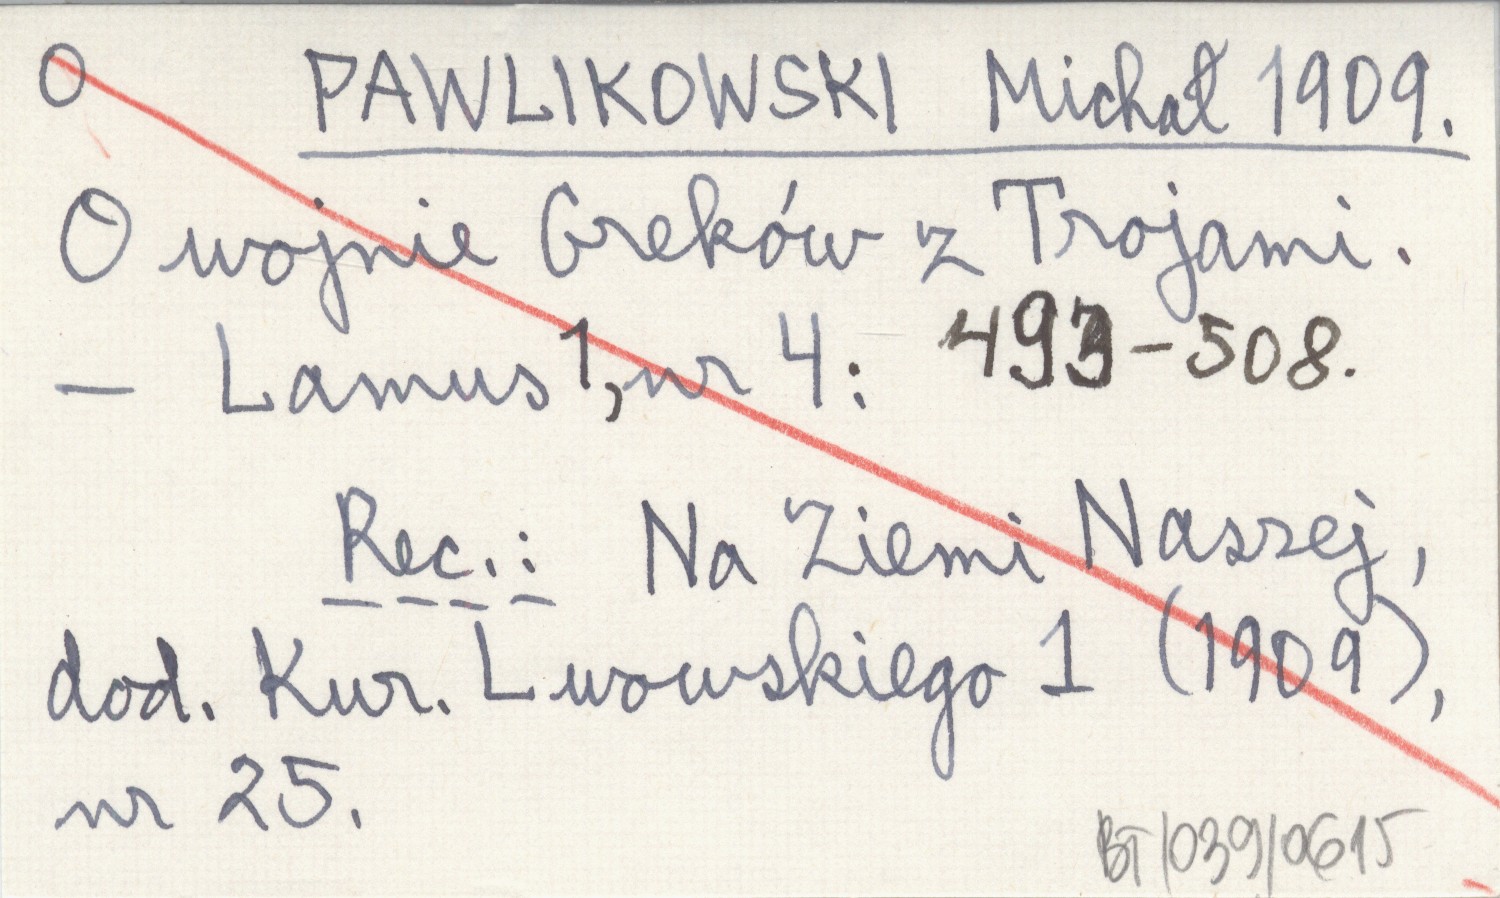 O PAWLIKOWSKI Michał 1909.
O wojnie Greków z Trojami.
— Lamus 1, nr 4: 493-508.
Rec.: Na Ziemi Naszej,
dod. Kur. Lwowskiego 1 (1909),
nr 25.
BT/039/0615